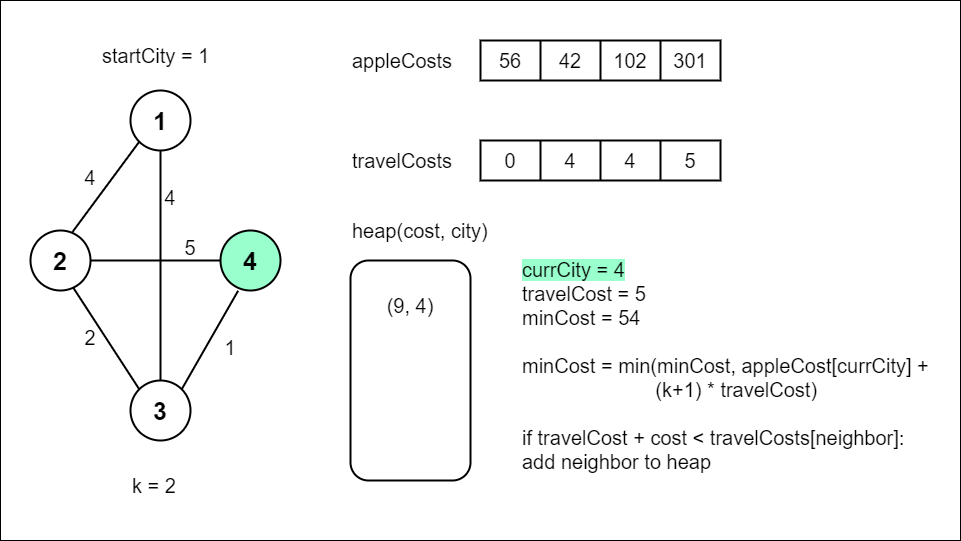 startCity = 1
1
4
4
2
5
4
2
1
3
k = 2
appleCosts 56 42 102 301
travelCosts 0 4 4 5
heap(cost, city)
(9, 4)
currCity = 4
travelCost = 5
minCost = 54
minCost = min(minCost, appleCost[currCity] +
(k+1) * travelCost)
if travelCost + cost < travelCosts[neighbor]:
add neighbor to heap